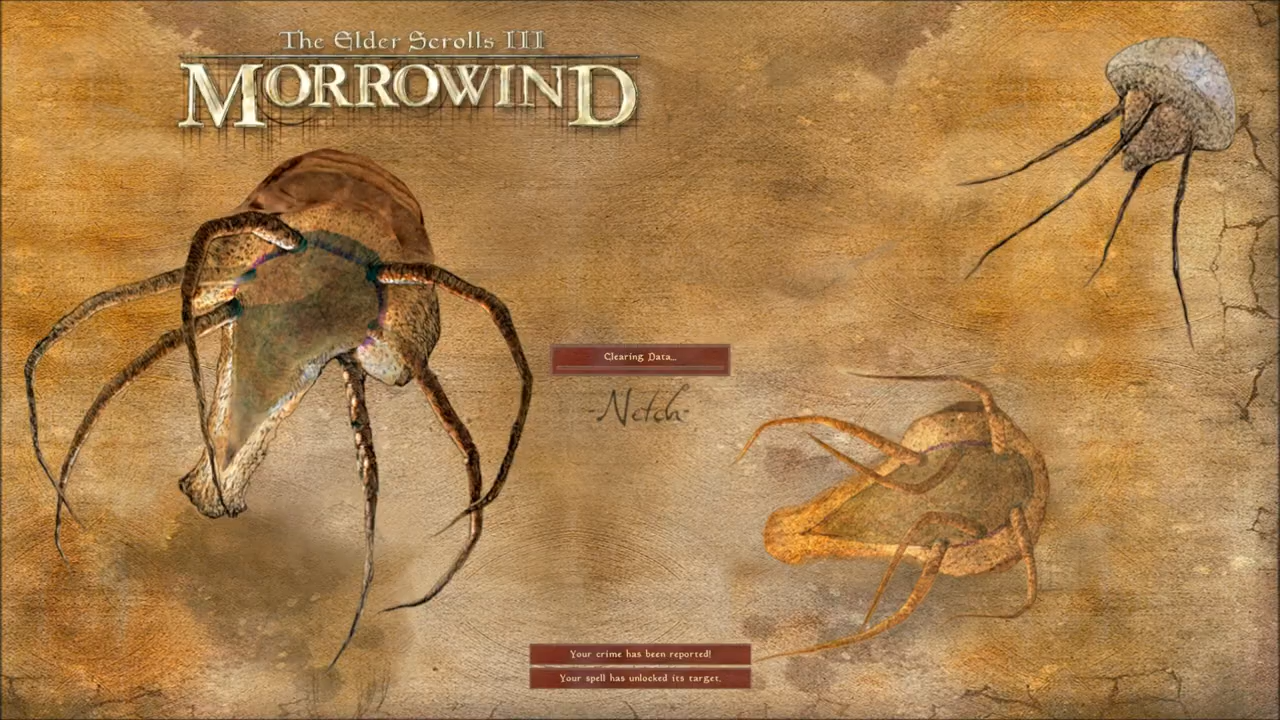 The Elder Scrolls III
MORROWIND
Clearing Data...
-Netch-
Your crime has been reported!
Your spell has unlocked its target.